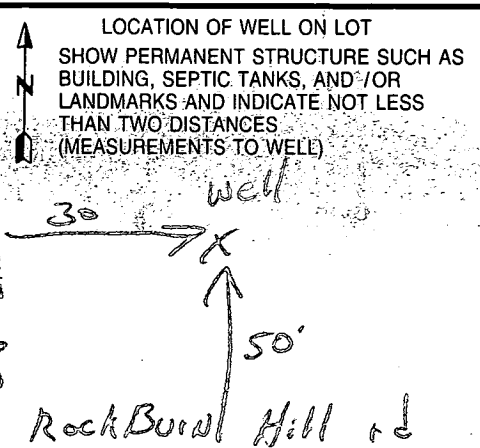 LOCATION OF WELL ON LOT
SHOW PERMANENT STRUCTURE SUCH AS
BUILDING, SEPTIC TANKS, AND /OR
LANDMARKS AND INDICATE NOT LESS
THAN TWO DISTANCES
(MEASUREMENTS TO WELL)
N
well
30
X
50'
Rock Burn Hill rd